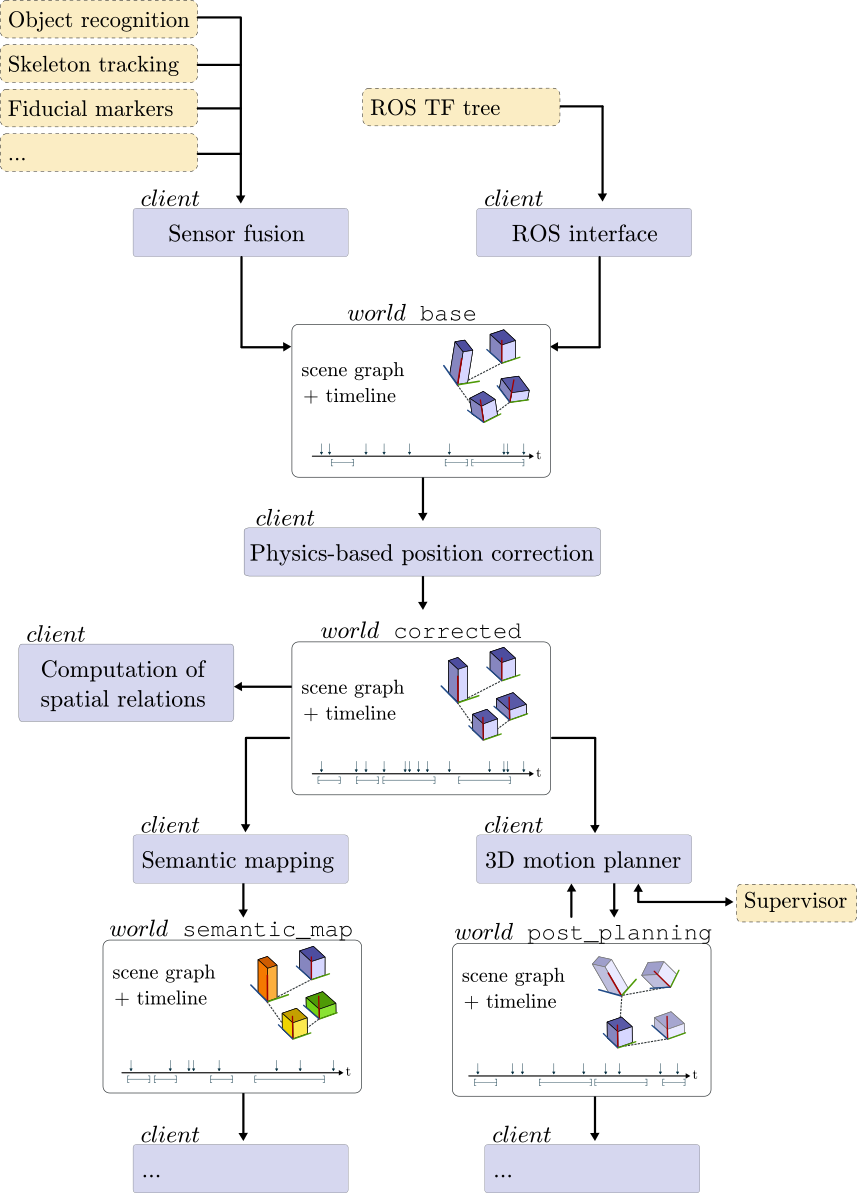 Object recognition
Skeleton tracking
Fiducial markers
...
ROS TF tree
client
Sensor fusion
client
ROS interface
world base
scene graph
+ timeline
t
client
Physics-based position correction
world corrected
scene graph
+ timeline
t
client
Computation of
spatial relations
client
Semantic mapping
client
3D motion planner
Supervisor
world semantic_map
scene graph
+ timeline
t
world post_planning
scene graph
+ timeline
t
client
...
client
...